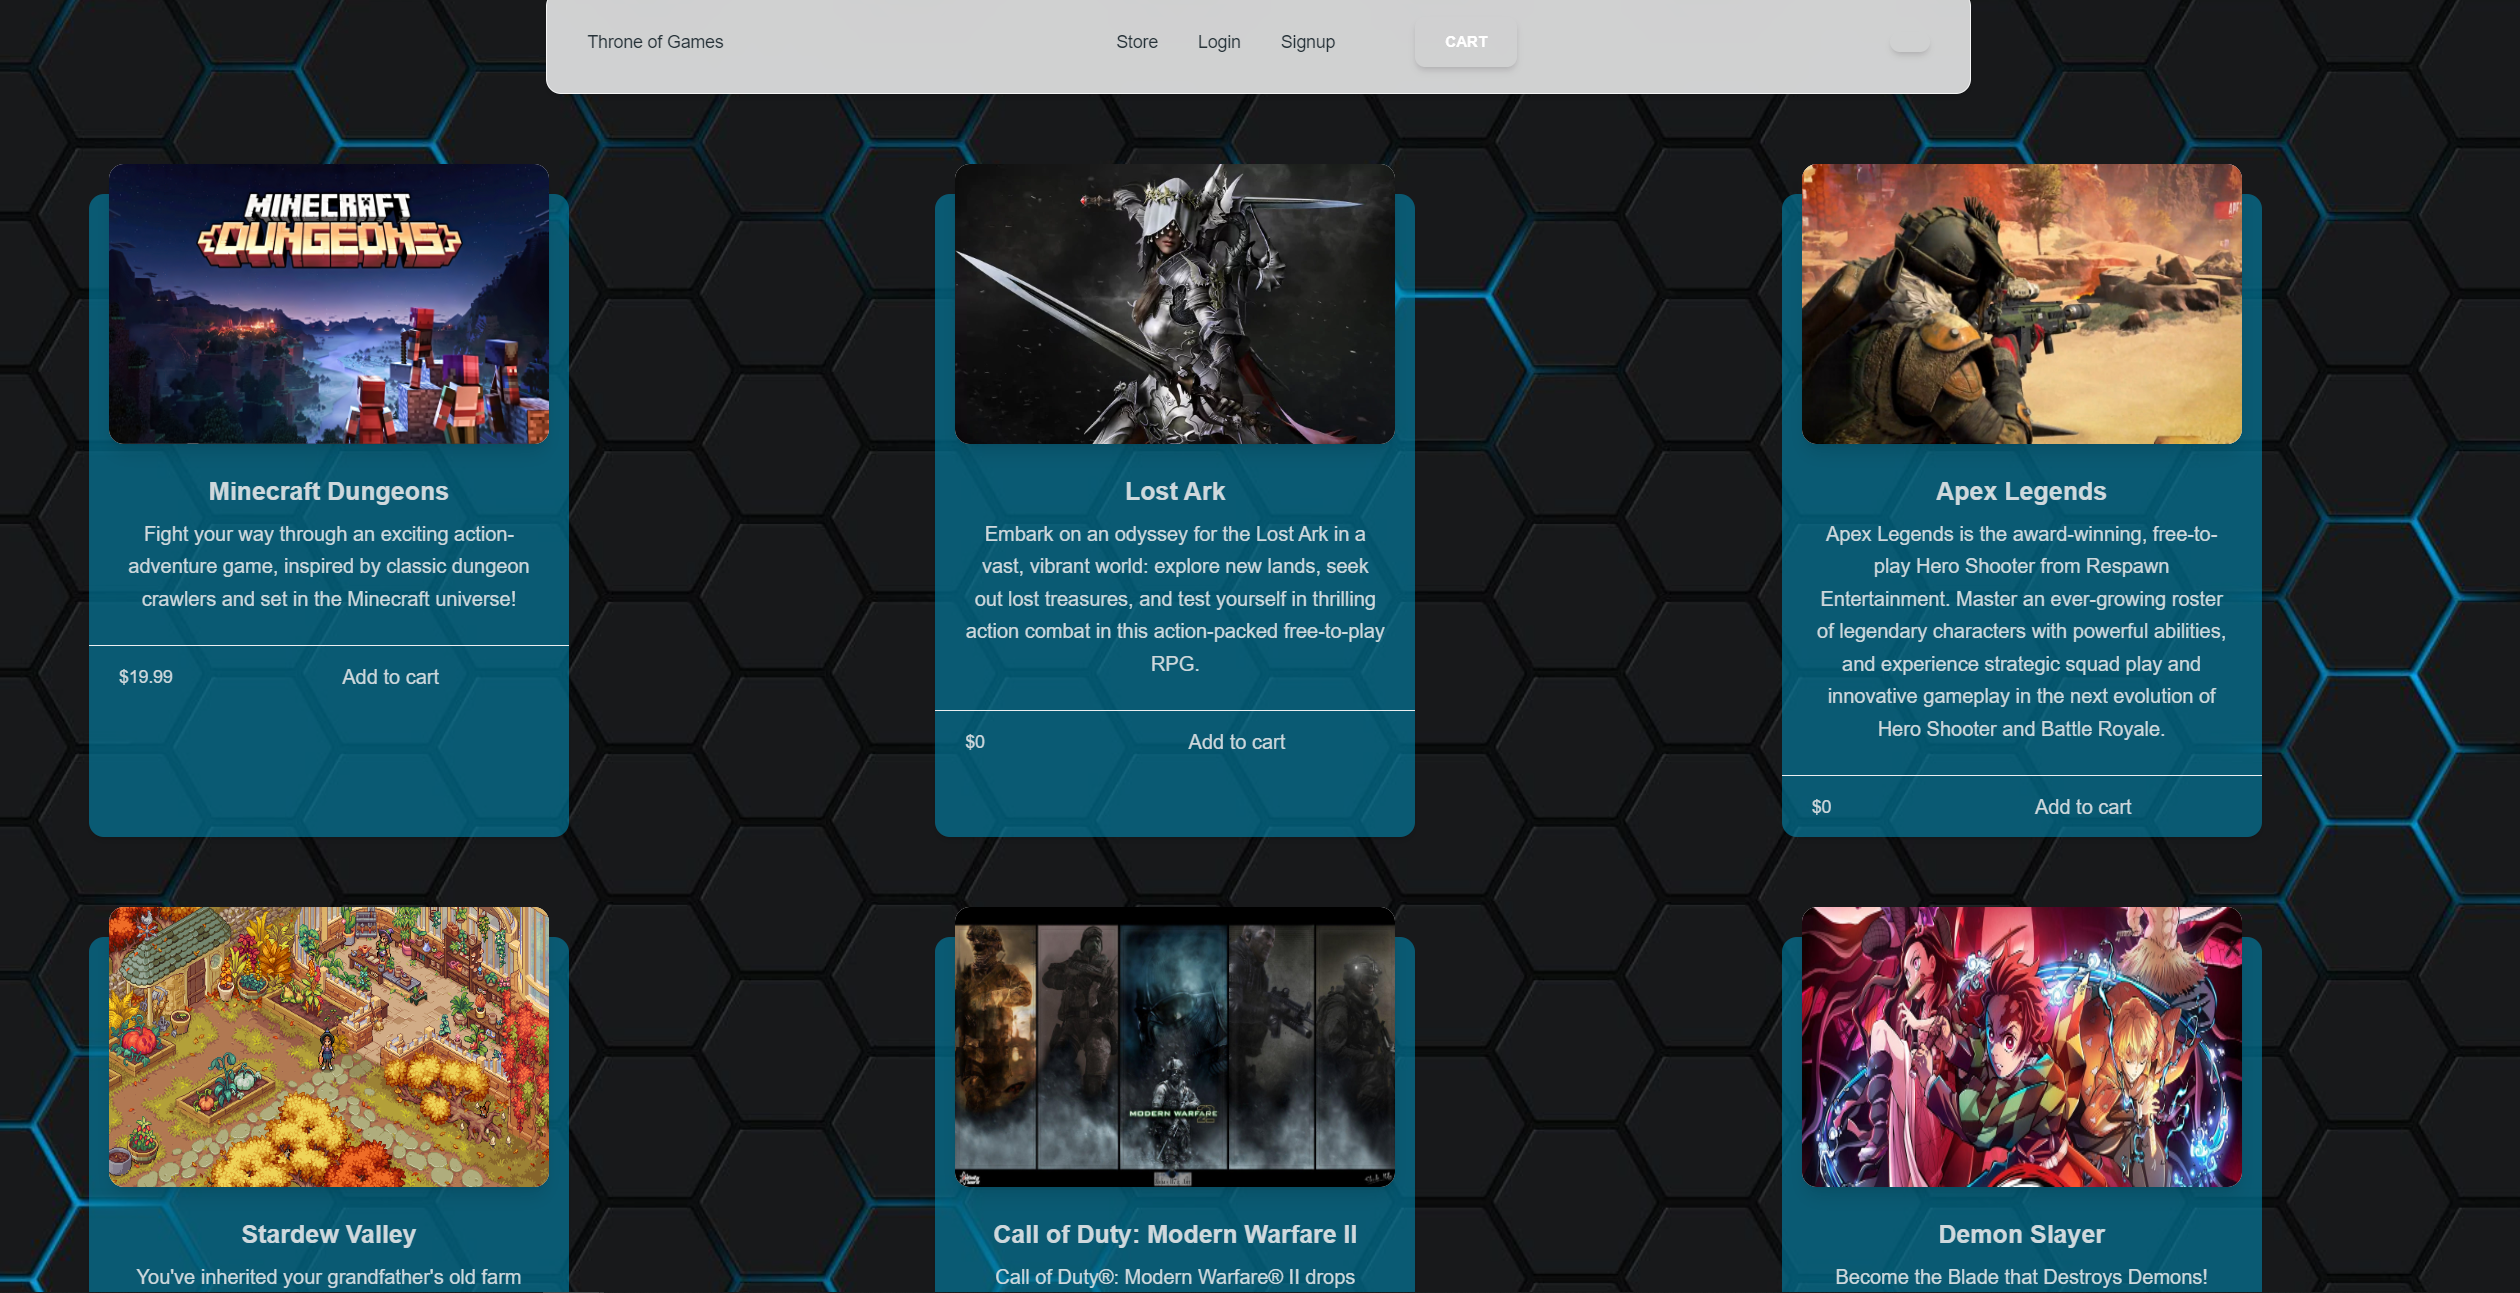 Throne of Games
Store
Login
Signup
CART
MINECRAFT
DUNGEONS
Minecraft Dungeons
Fight your way through an exciting action-
adventure game, inspired by classic dungeon
crawlers and set in the Minecraft universe!
$19.99
Add to cart
Lost Ark
Embark on an odyssey for the Lost Ark in a
vast, vibrant world: explore new lands, seek
out lost treasures, and test yourself in thrilling
action combat in this action-packed free-to-play
RPG.
$0
Add to cart
Apex Legends
Apex Legends is the award-winning, free-to-
play Hero Shooter from Respawn
Entertainment. Master an ever-growing roster
of legendary characters with powerful abilities,
and experience strategic squad play and
innovative gameplay in the next evolution of
Hero Shooter and Battle Royale.
$0
Add to cart
Stardew Valley
You've inherited your grandfather's old farm
MODERN WARFARE
Call of Duty: Modern Warfare II
Call of Duty®: Modern Warfare® II drops
Demon Slayer
Become the Blade that Destroys Demons!